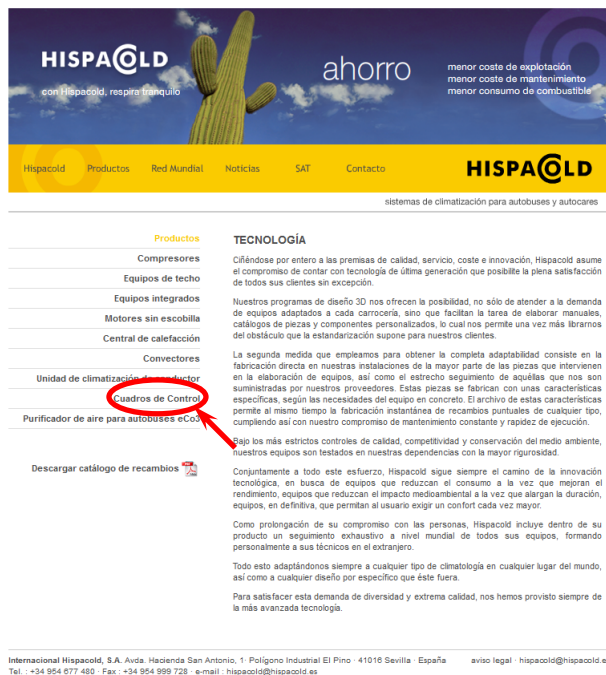 HISPACOLD
con Hispacold, respira tranquilo
ahorro
menor coste de explotación
menor coste de mantenimiento
menor consumo de combustible
Hispacold Productos Red Mundial Noticias SAT Contacto
HISPACOLD
sistemas de climatización para autobuses y autocares
Productos
Compresores
Equipos de techo
Equipos integrados
Motores sin escobilla
Central de calefacción
Convectores
Unidad de climatización de conductor
Cuadros de Control
Purificador de aire para autobuses eCo3
Descargar catálogo de recambios
TECNOLOGÍA
Ciñéndose por entero a las premisas de calidad, servicio, coste e innovación, Hispacold asume
el compromiso de contar con tecnología de última generación que posibilite la plena satisfacción
de todos sus clientes sin excepción.
Nuestros programas de diseño 3D nos ofrecen la posibilidad, no sólo de atender a la demanda
de equipos adaptados a cada carrocería, sino que facilitan la tarea de elaborar manuales,
catálogos de piezas y componentes personalizados, lo cual nos permite una vez más librarnos
del obstáculo que la estandarización supone para nuestros clientes.
La segunda medida que empleamos para obtener la completa adaptabilidad consiste en la
fabricación directa en nuestras instalaciones de la mayor parte de las piezas que intervienen
en la elaboración de equipos, así como el estrecho seguimiento de aquéllas que nos son
suministradas por nuestros proveedores. Estas piezas se fabrican con unas características
específicas, según las necesidades del equipo en concreto. El archivo de estas características
permite al mismo tiempo la fabricación instantánea de recambios puntuales de cualquier tipo,
cumpliendo así con nuestro compromiso de mantenimiento constante y rapidez de ejecución.
Bajo los más estrictos controles de calidad, competitividad y conservación del medio ambiente,
nuestros equipos son testados en nuestras dependencias con la mayor rigurosidad.
Conjuntamente a todo este esfuerzo, Hispacold sigue siempre el camino de la innovación
tecnológica, en busca de equipos que reduzcan el consumo a la vez que mejoran el
rendimiento, equipos que reduzcan el impacto medioambiental a la vez que alargan la duración,
equipos, en definitiva, que permitan al usuario exigir un confort cada vez mayor.
Como prolongación de su compromiso con las personas, Hispacold incluye dentro de su
producto un seguimiento exhaustivo a nivel mundial de todos sus equipos, formando
personalmente a sus técnicos en el extranjero.
Todo esto adaptándonos siempre a cualquier tipo de climatología en cualquier lugar del mundo,
así como a cualquier diseño por específico que éste fuera.
Para satisfacer esta demanda de diversidad y extrema calidad, nos hemos provisto siempre de
la más avanzada tecnología.
Internacional Hispacold, S.A. Avda. Hacienda San Antonio, 1· Polígono Industrial El Pino · 41016 Sevilla · España aviso legal · hispacold@hispacold.e
Tel. : +34 954 677 480 · Fax : +34 954 999 728 · e-mail : hispacold@hispacold.es